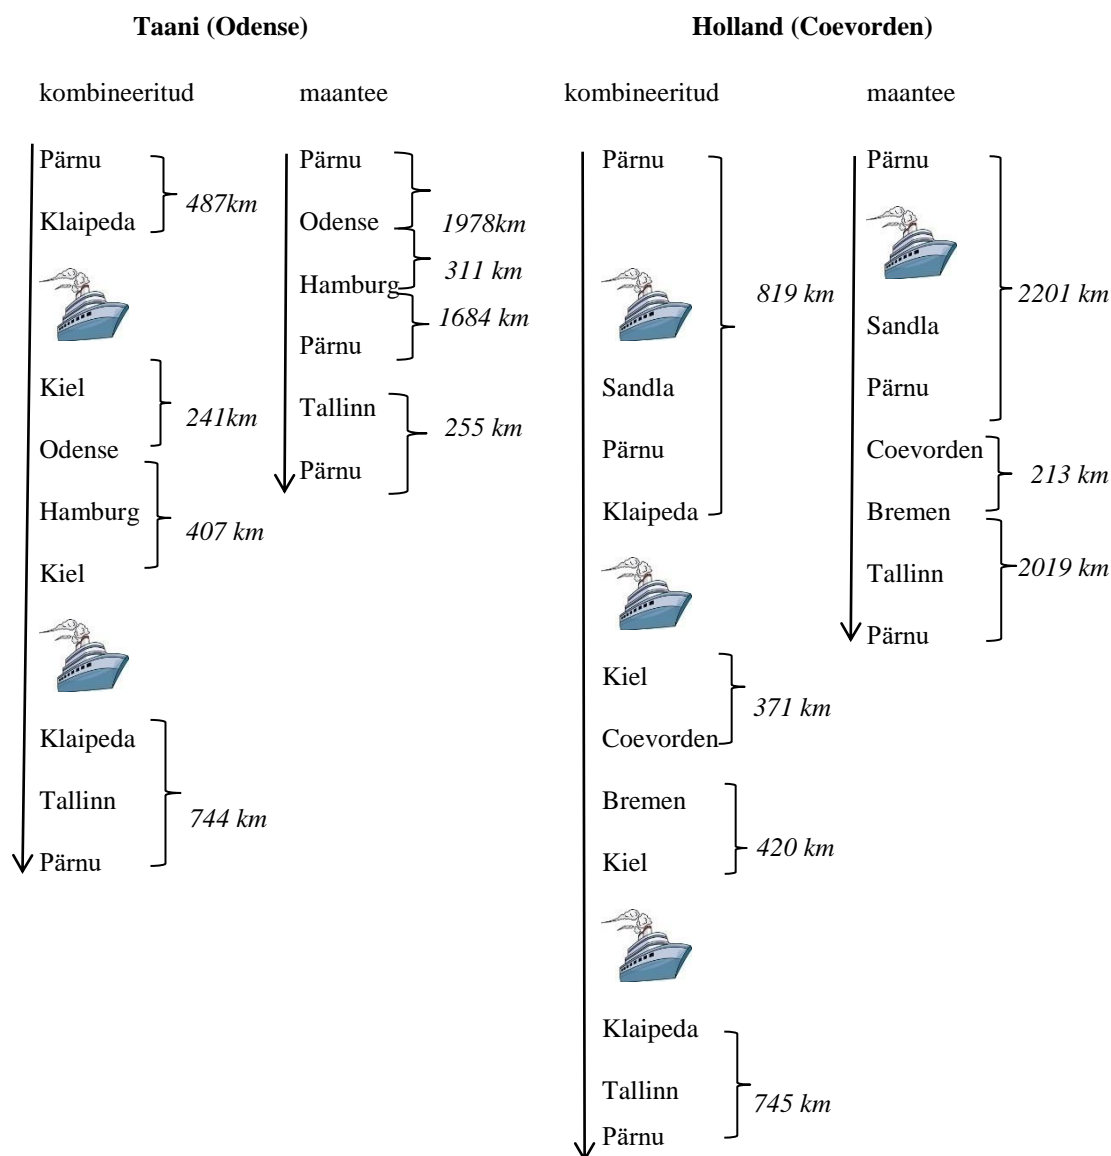 Taani (Odense)
kombineeritud
Pärnu
487km
Klaipeda
Kiel
241km
Odense
Hamburg
407 km
Kiel
Klaipeda
Tallinn
744 km
Pärnu
maantee
Pärnu
Odense
1978km
311 km
Hamburg
1684 km
Pärnu
Tallinn
255 km
Pärnu
Holland (Coevorden)
kombineeritud
Pärnu
819 km
Sandla
Pärnu
Klaipeda
Kiel
371 km
Coevorden
Bremen
420 km
Kiel
Klaipeda
Tallinn
745 km
Pärnu
maantee
Pärnu
2201 km
Sandla
Pärnu
Coevorden
213 km
Bremen
Tallinn
2019 km
Pärnu